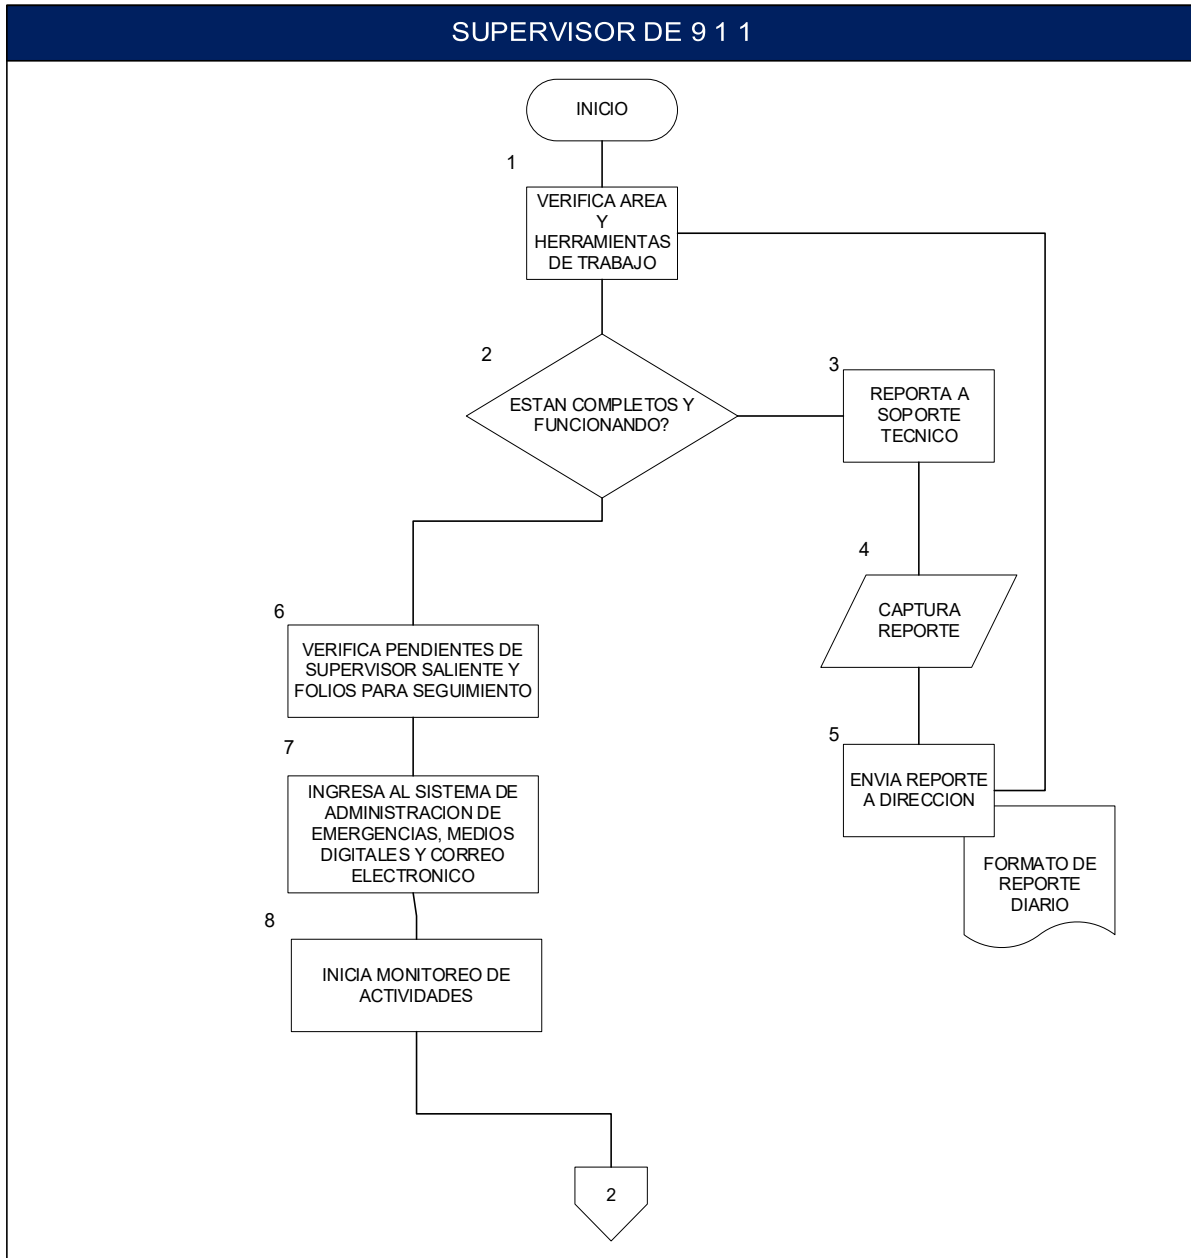 SUPERVISOR DE 9 1 1
INICIO
1
VERIFICA AREA
Y
HERRAMIENTAS
DE TRABAJO
2
ESTAN COMPLETOS Y
FUNCIONANDO?
3
REPORTA A
SOPORTE
TECNICO
4
CAPTURA
REPORTE
5
ENVIA REPORTE
A DIRECCION
FORMATO DE
REPORTE
DIARIO
6
VERIFICA PENDIENTES DE
SUPERVISOR SALIENTE Y
FOLIOS PARA SEGUIMIENTO
7
INGRESA AL SISTEMA DE
ADMINISTRACION DE
EMERGENCIAS, MEDIOS
DIGITALES Y CORREO
ELECTRONICO
8
INICIA MONITOREO DE
ACTIVIDADES
2